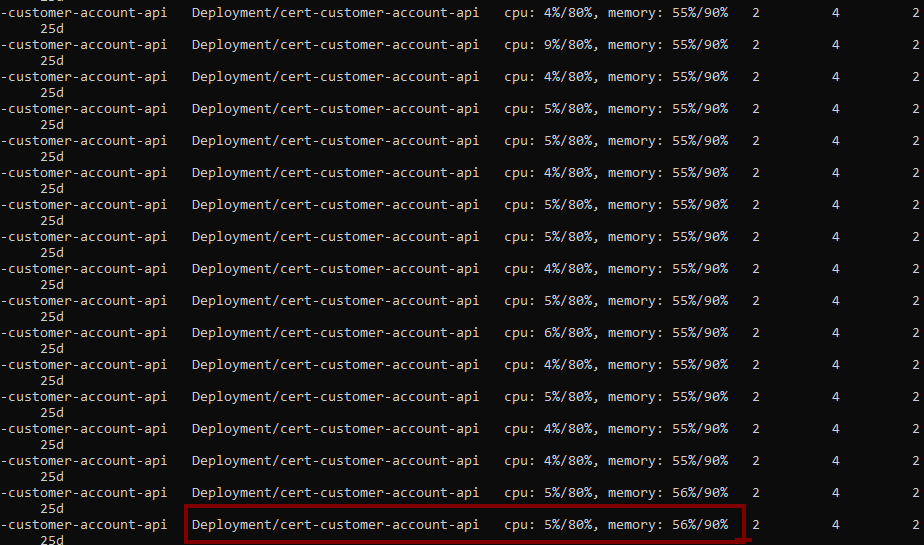 25d
-customer-account-api   Deployment/cert-customer-account-api   cpu: 4%/80%, memory: 55%/90%   2         4         2
25d
-customer-account-api   Deployment/cert-customer-account-api   cpu: 9%/80%, memory: 55%/90%   2         4         2
25d
-customer-account-api   Deployment/cert-customer-account-api   cpu: 4%/80%, memory: 55%/90%   2         4         2
25d
-customer-account-api   Deployment/cert-customer-account-api   cpu: 5%/80%, memory: 55%/90%   2         4         2
25d
-customer-account-api   Deployment/cert-customer-account-api   cpu: 5%/80%, memory: 55%/90%   2         4         2
25d
-customer-account-api   Deployment/cert-customer-account-api   cpu: 4%/80%, memory: 55%/90%   2         4         2
25d
-customer-account-api   Deployment/cert-customer-account-api   cpu: 5%/80%, memory: 55%/90%   2         4         2
25d
-customer-account-api   Deployment/cert-customer-account-api   cpu: 5%/80%, memory: 55%/90%   2         4         2
25d
-customer-account-api   Deployment/cert-customer-account-api   cpu: 4%/80%, memory: 55%/90%   2         4         2
25d
-customer-account-api   Deployment/cert-customer-account-api   cpu: 5%/80%, memory: 55%/90%   2         4         2
25d
-customer-account-api   Deployment/cert-customer-account-api   cpu: 6%/80%, memory: 55%/90%   2         4         2
25d
-customer-account-api   Deployment/cert-customer-account-api   cpu: 4%/80%, memory: 55%/90%   2         4         2
25d
-customer-account-api   Deployment/cert-customer-account-api   cpu: 5%/80%, memory: 55%/90%   2         4         2
25d
-customer-account-api   Deployment/cert-customer-account-api   cpu: 4%/80%, memory: 55%/90%   2         4         2
25d
-customer-account-api   Deployment/cert-customer-account-api   cpu: 4%/80%, memory: 55%/90%   2         4         2
25d
-customer-account-api   Deployment/cert-customer-account-api   cpu: 5%/80%, memory: 56%/90%   2         4         2
25d
-customer-account-api   Deployment/cert-customer-account-api   cpu: 5%/80%, memory: 56%/90%   2         4         2
25d